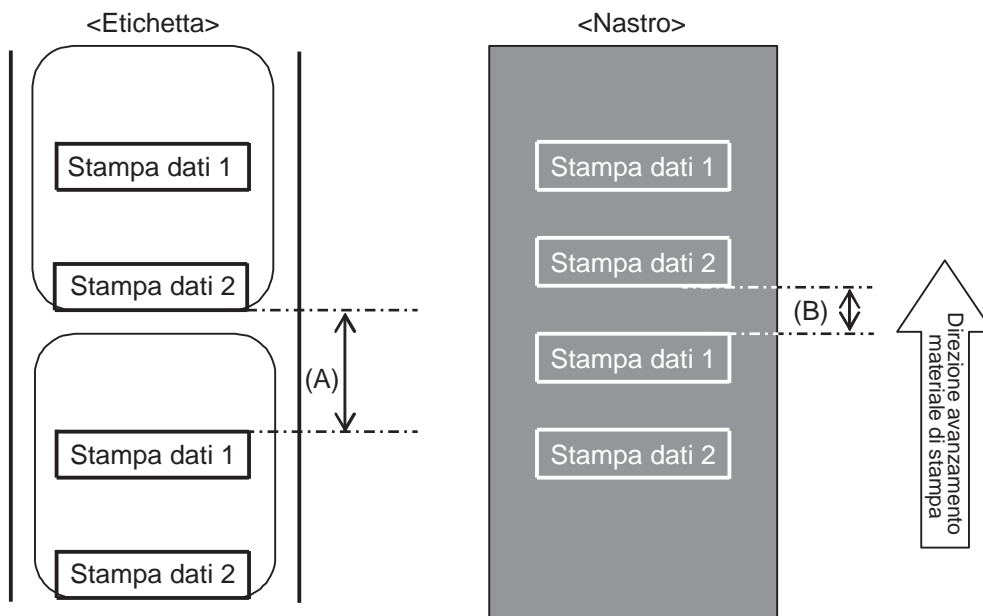 <Etichetta>
Stampa dati 1
Stampa dati 2
(A)
Stampa dati 1
Stampa dati 2
<Nastro>
Stampa dati 1
Stampa dati 2
(B)
Stampa dati 1
Stampa dati 2
Direzione avanzamento
materiale di stampa